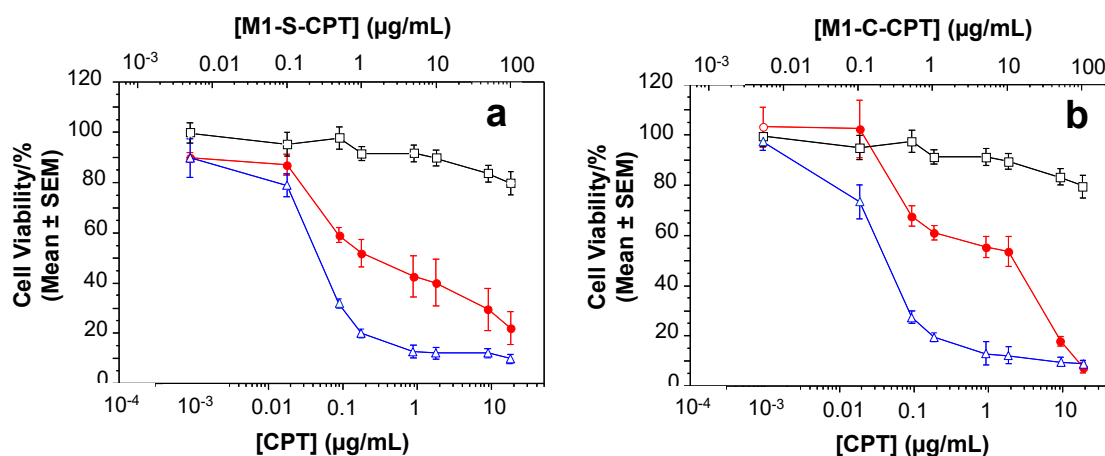 [M1-S-CPT] (µg/mL)
10-3 0.01 0.1 1 10 100
120
100
80
60
40
20
0
Cell Viability/%
(Mean ± SEM)
a
10-4 10-3 0.01 0.1 1 10
[CPT] (µg/mL)
[M1-C-CPT] (µg/mL)
10-3 0.01 0.1 1 10 100
120
100
80
60
40
20
0
Cell Viability/%
(Mean ± SEM)
b
10-4 10-3 0.01 0.1 1 10
[CPT] (µg/mL)